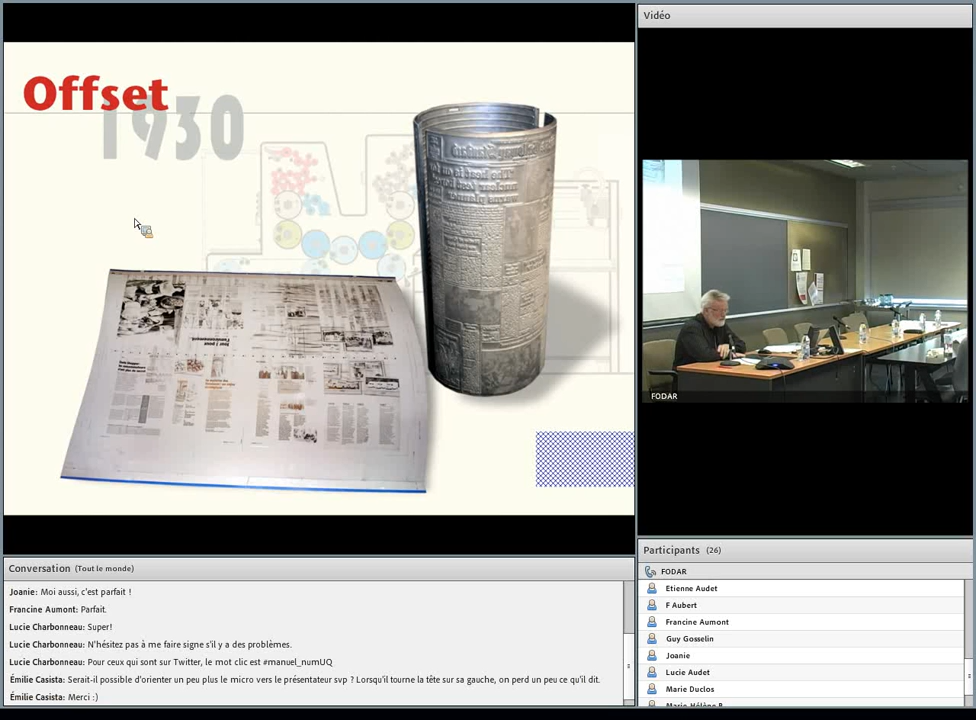 Offset
1930
Vidéo
FODAR
Conversation (Tout le monde)
Joanie: Moi aussi, c'est parfait !
Francine Aumont: Parfait.
Lucie Charbonneau: Super!
Lucie Charbonneau: N'hésitez pas à me faire signe s'il y a des problèmes.
Lucie Charbonneau: Pour ceux qui sont sur Twitter, le mot clic est #manuel_numUQ
Émilie Casista: Serait-il possible d'orienter un peu plus le micro vers le présentateur svp ? Lorsqu'il tourne la tête sur sa gauche, on perd un peu ce qu'il dit.
Émilie Casista: Merci :)
Participants (26)
FODAR
Etienne Audet
F Aubert
Francine Aumont
Guy Gosselin
Joanie
Lucie Audet
Marie Duclos
Marie-Hélène B